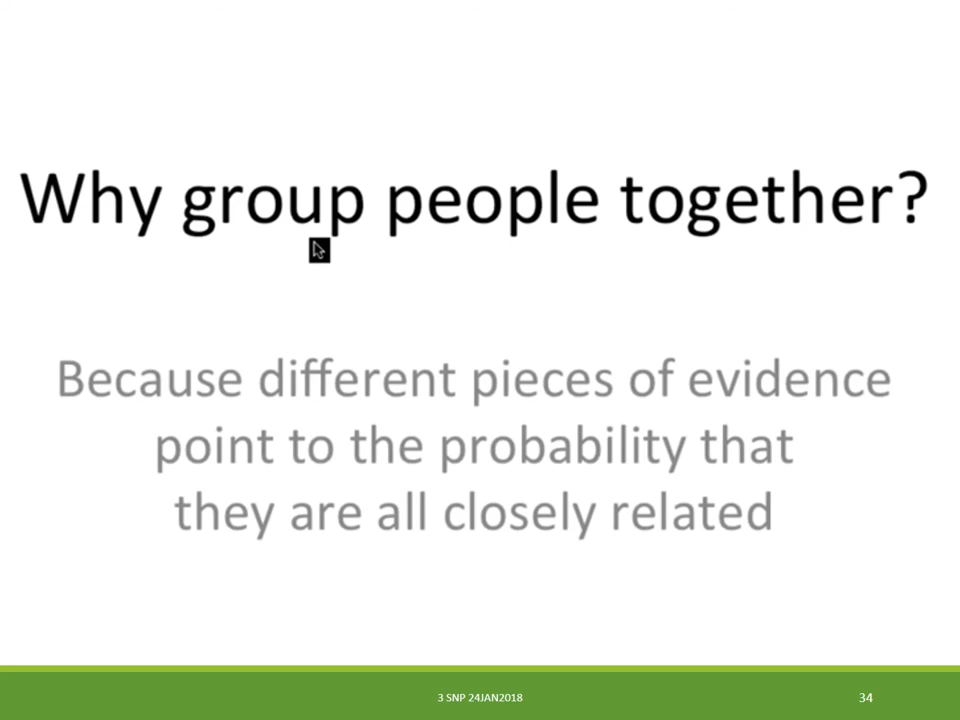 Why group people together?
Because different pieces of evidence
point to the probability that
they are all closely related
3 SNP 24JAN2018
34